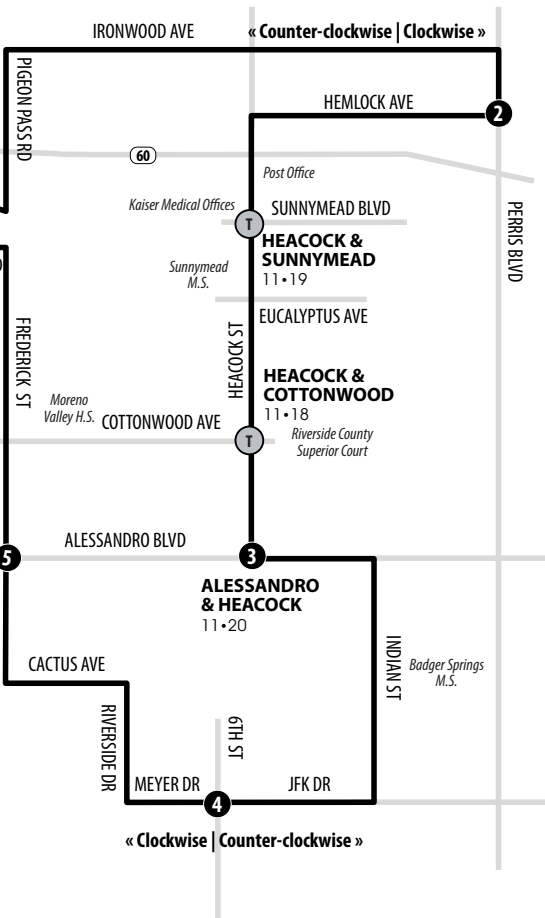 IRONWOOD AVE
« Counter-clockwise | Clockwise »
PIGEON PASS RD
HEMLOCK AVE
2
60
Post Office
Kaiser Medical Offices
SUNNYMEAD BLVD
T
PERRIS BLVD
HEACOCK &
SUNNYMEAD
11•19
Sunnymead
M.S.
EUCALYPTUS AVE
FREDERICK ST
HEACOCK ST
HEACOCK &
COTTONWOOD
11•18
Moreno
Valley H.S.
COTTONWOOD AVE
T
Riverside County
Superior Court
ALESSANDRO BLVD
5
3
ALESSANDRO
& HEACOCK
11•20
INDIAN ST
Badger Springs
M.S.
CACTUS AVE
RIVERSIDE DR
6TH ST
MEYER DR
JFK DR
4
« Clockwise | Counter-clockwise »